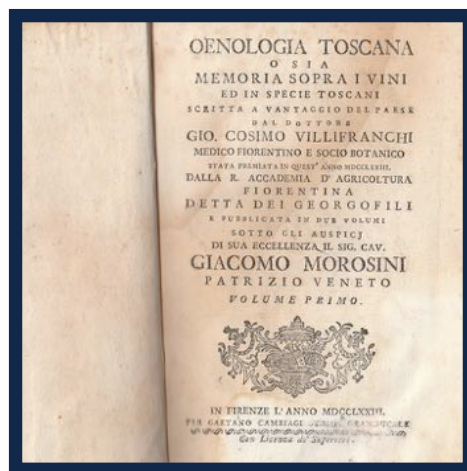 OENOLOGIA TOSCANA
O SIA
MEMORIA SOPRA I VINI
ED IN SPECIE TOSCANI
SCRITTA A VANTAGGIO DEL PAESE
DAL DOTTORE
GIO. COSIMO VILLIFRANCHI
MEDICO FIORENTINO E SOCIO BOTANICO
STATA PREMIATA IN QUEST' ANNO MDCCLXXIII.
DALLA R. ACCADEMIA D' AGRICOLTURA
FIORENTINA
DETTA DEI GEORGOFILI
E PUBBLICATA IN DUE VOLUMI
SOTTO GLI AUSPICJ
DI SUA ECCELLENZA IL SIG. CAV.
GIACOMO MOROSINI
PATRIZIO VENETO
VOLUME PRIMO.
IN FIRENZE L' ANNO MDCCLXXIII.
PER GAETANO CAMBIAGI GRANDUCALE
Con Licenza de' Superiori.